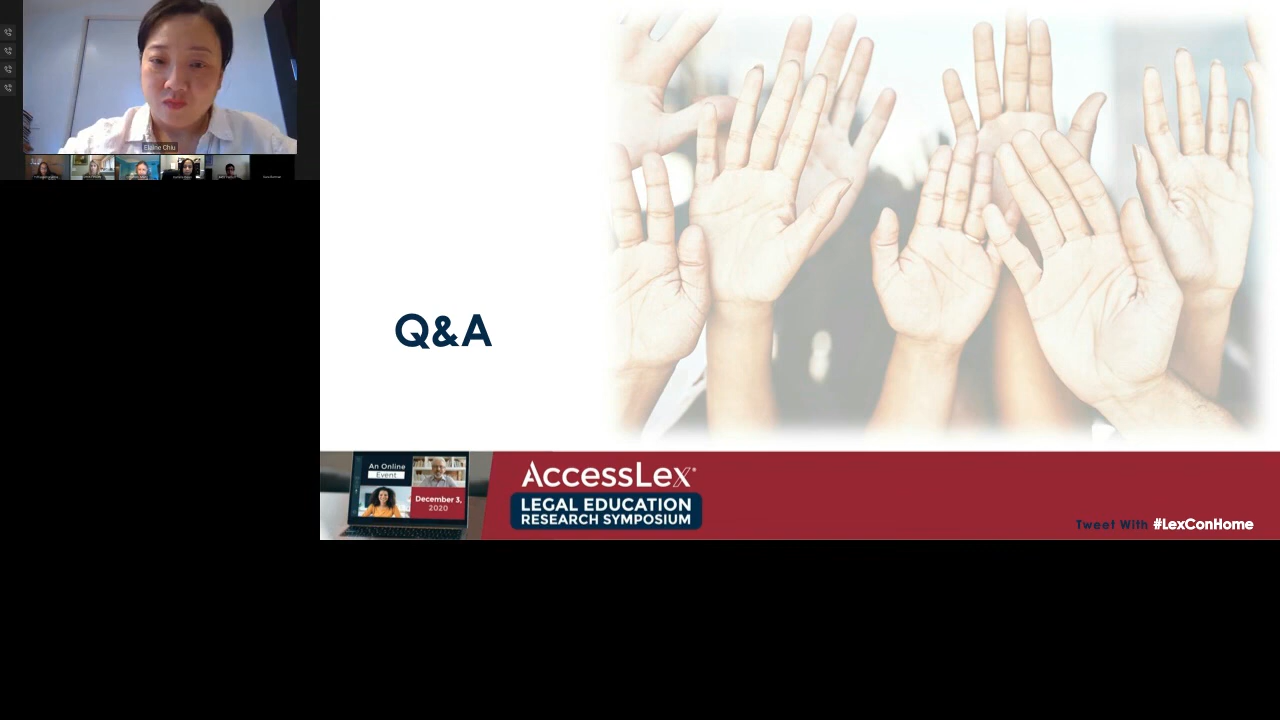 Elaine Chiu
Q&A
An Online
Event
December 3,
2020
AccessLex®
LEGAL EDUCATION
RESEARCH SYMPOSIUM
Tweet With #LexConHome